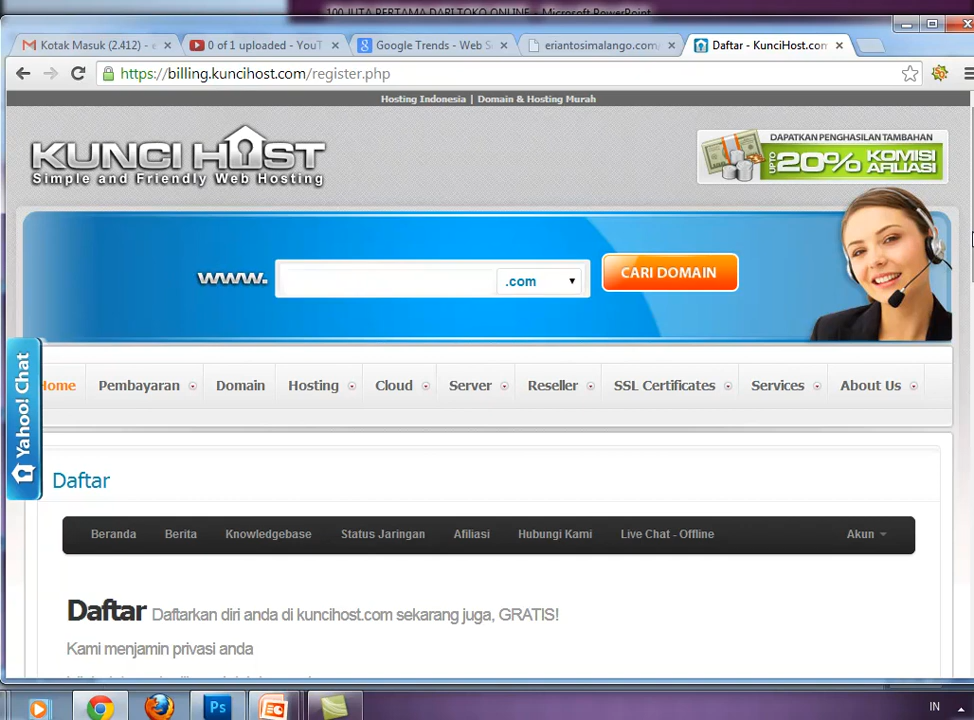 100 JUTA PERTAMA DARI TOKO ONLINE - Microsoft PowerPoint
Kotak Masuk (2.412) - e
0 of 1 uploaded - YouT
Google Trends - Web S
eriantosimalango.com/
Daftar - KunciHost.com
https://billing.kuncihost.com/register.php
Hosting Indonesia | Domain & Hosting Murah
KUNCI HOST
Simple and Friendly Web Hosting
DAPATKAN PENGHASILAN TAMBAHAN
UPTO 20% KOMISI AFILIASI
www.
.com
CARI DOMAIN
Yahoo! Chat
Home Pembayaran Domain Hosting Cloud Server Reseller SSL Certificates Services About Us
Daftar
Beranda Berita Knowledgebase Status Jaringan Afiliasi Hubungi Kami Live Chat - Offline Akun
Daftar Daftarkan diri anda di kuncihost.com sekarang juga, GRATIS!
Kami menjamin privasi anda
Ps
IN